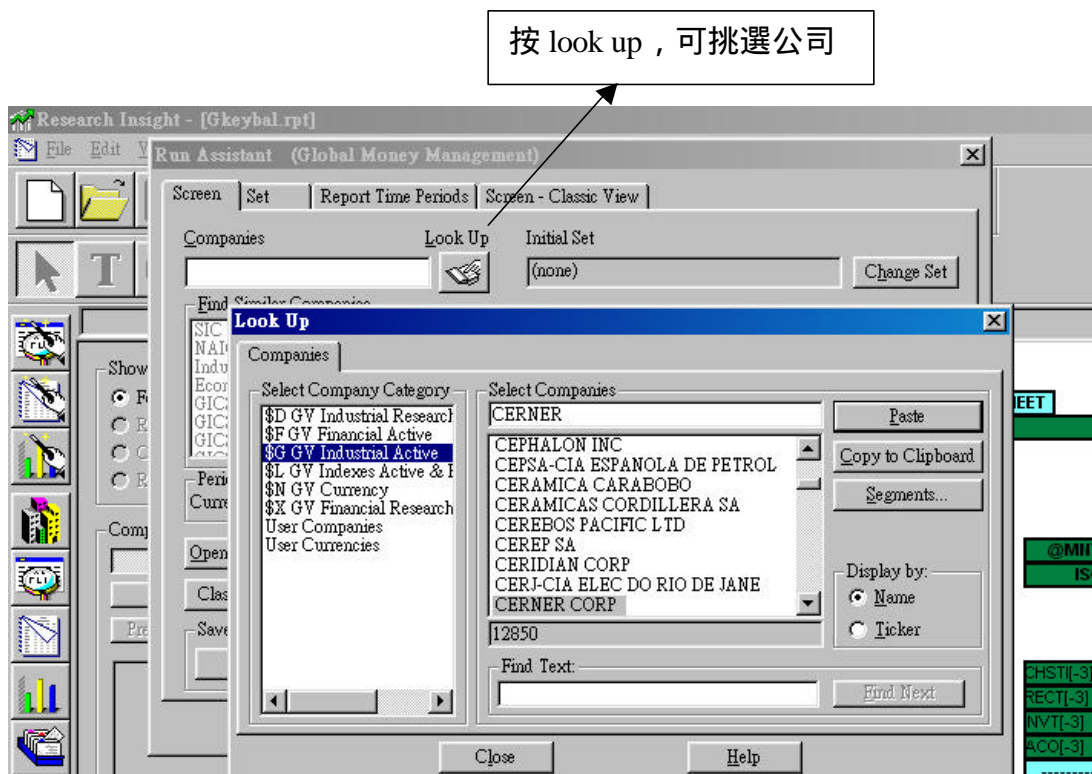 按 look up，可挑選公司
Research Insight - [Gkeybal.rpt]
File Edit V
Run Assistant (Global Money Management)
Screen Set Report Time Periods Screen - Classic View
Companies Look Up Initial Set
(none) Change Set
Find Similar Companies
SIC
NAI
Indu
Econ
GIC
GIC
GIC
Show
Peri
Curre
Comp
Open
Clas
Pre
Save
Look Up
Companies
Select Company Category Select Companies
$D GV Industrial Research
$F GV Financial Active
$G GV Industrial Active
$L GV Indexes Active &
$N GV Currency
$X GV Financial Research
User Companies
User Currencies
CERNER
CEPHALON INC
CEPSA-CIA ESPANOLA DE PETROL
CERAMICA CARABOBO
CERAMICAS CORDILLERA SA
CEREBOS PACIFIC LTD
CEREP SA
CERIDIAN CORP
CERJ-CIA ELEC DO RIO DE JANE
CERNER CORP
12850
Find Text:
Find Next
Paste
Copy to Clipboard
Segments...
Display by:
Name
Ticker
Close Help
EET
@MN
IS
CHSTI[-3]
RECT[-3]
NVT[-3]
ACO[-3]